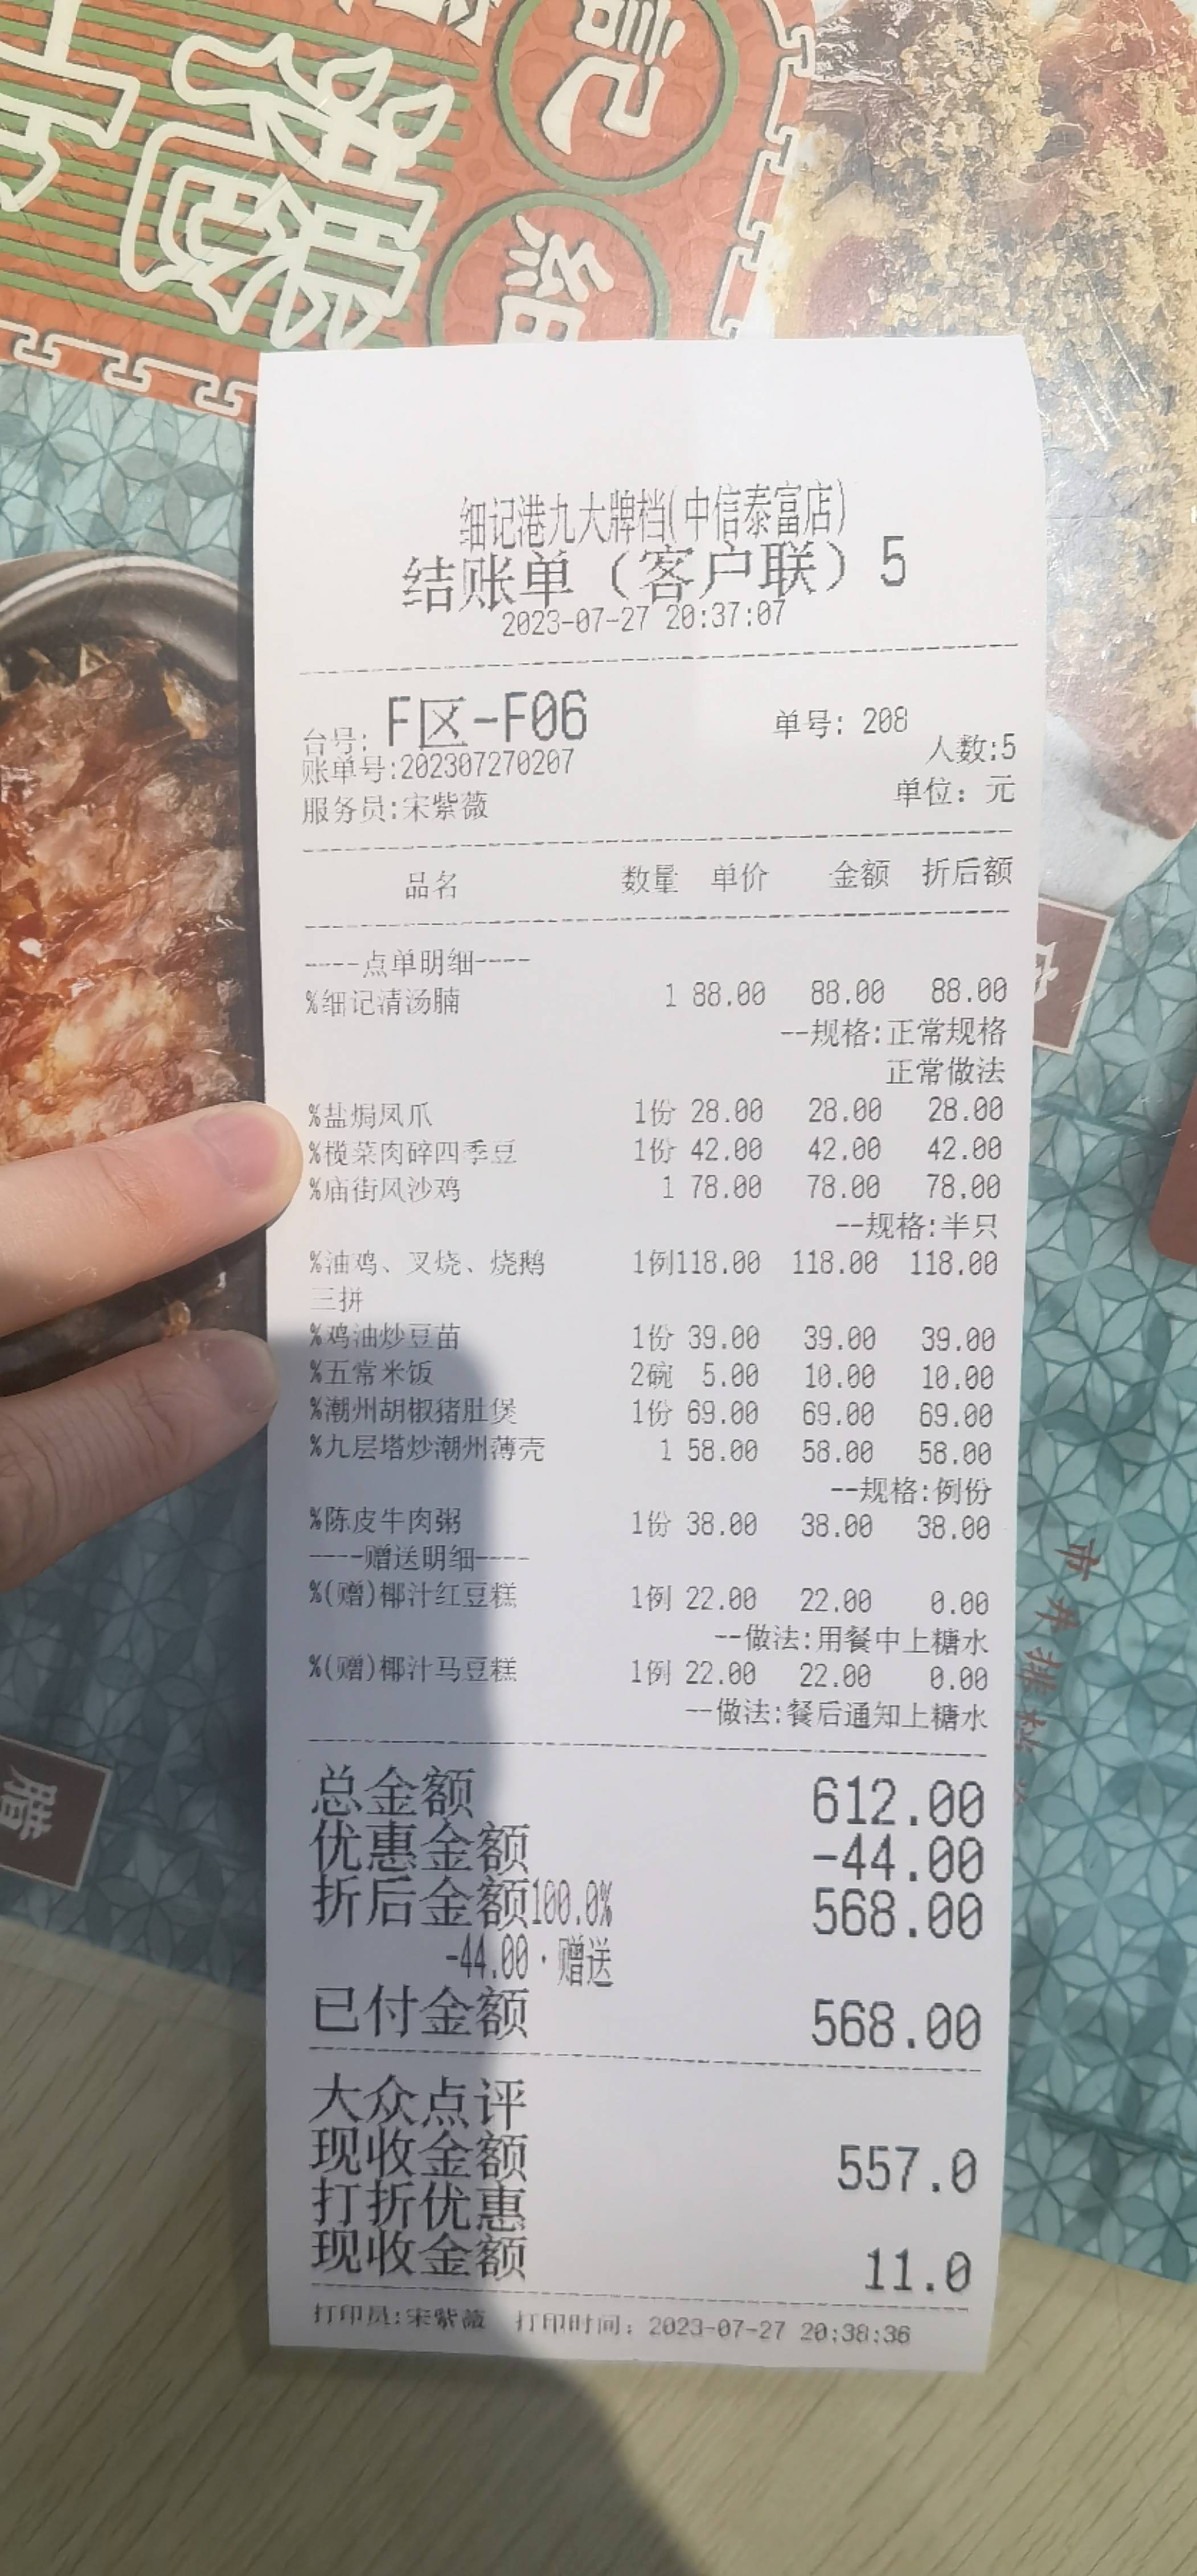 記
細
细记港九大牌档(中信泰富店)
结账单（客户联）5
2023-07-27 20:37:07
台号: F区-F06 单号: 208
账单号:202307270207 人数:5
服务员:宋紫薇 单位: 元
品名 数量 单价 金额 折后额
----点单明细----
%细记清汤腩 1 88.00 88.00 88.00
--规格:正常规格
正常做法
%盐焗凤爪 1份 28.00 28.00 28.00
%榄菜肉碎四季豆 1份 42.00 42.00 42.00
%庙街风沙鸡 1 78.00 78.00 78.00
--规格:半只
%油鸡、叉烧、烧鹅 1例118.00 118.00 118.00
三拼
%鸡油炒豆苗 1份 39.00 39.00 39.00
%五常米饭 2碗 5.00 10.00 10.00
%潮州胡椒猪肚煲 1份 69.00 69.00 69.00
%九层塔炒潮州薄壳 1 58.00 58.00 58.00
--规格:例份
%陈皮牛肉粥 1份 38.00 38.00 38.00
----赠送明细----
%(赠)椰汁红豆糕 1例 22.00 22.00 0.00
--做法:用餐中上糖水
%(赠)椰汁马豆糕 1例 22.00 22.00 0.00
--做法:餐后通知上糖水
总金额 612.00
优惠金额 -44.00
折后金额100.0% 568.00
-44.00·赠送
已付金额 568.00
大众点评
现收金额 557.0
打折优惠
现收金额 11.0
打印员:宋紫薇 打印时间: 2023-07-27 20:38:36
市井排档
腊